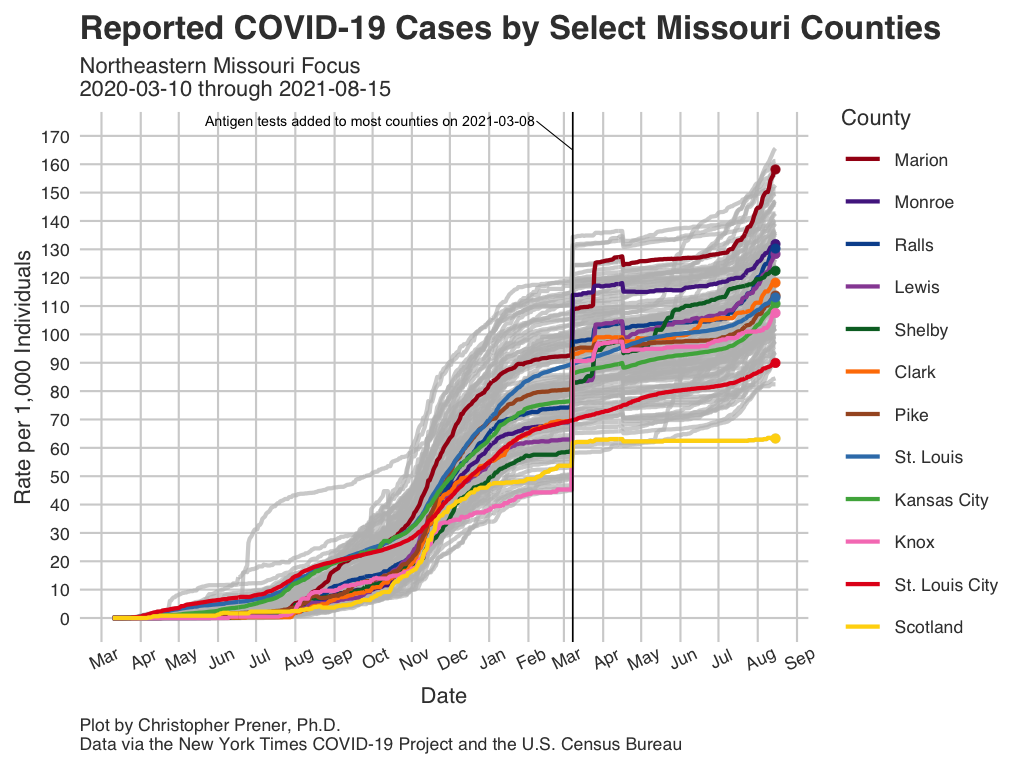 Reported COVID-19 Cases by Select Missouri Counties
Northeastern Missouri Focus
2020-03-10 through 2021-08-15
Antigen tests added to most counties on 2021-03-08
Rate per 1,000 Individuals
170
160
150
140
130
120
110
100
90
80
70
60
50
40
30
20
10
0
Mar Apr May Jun Jul Aug Sep Oct Nov Dec Jan Feb Mar Apr May Jun Jul Aug Sep
Date
County
Marion
Monroe
Ralls
Lewis
Shelby
Clark
Pike
St. Louis
Kansas City
Knox
St. Louis City
Scotland
Plot by Christopher Prener, Ph.D.
Data via the New York Times COVID-19 Project and the U.S. Census Bureau